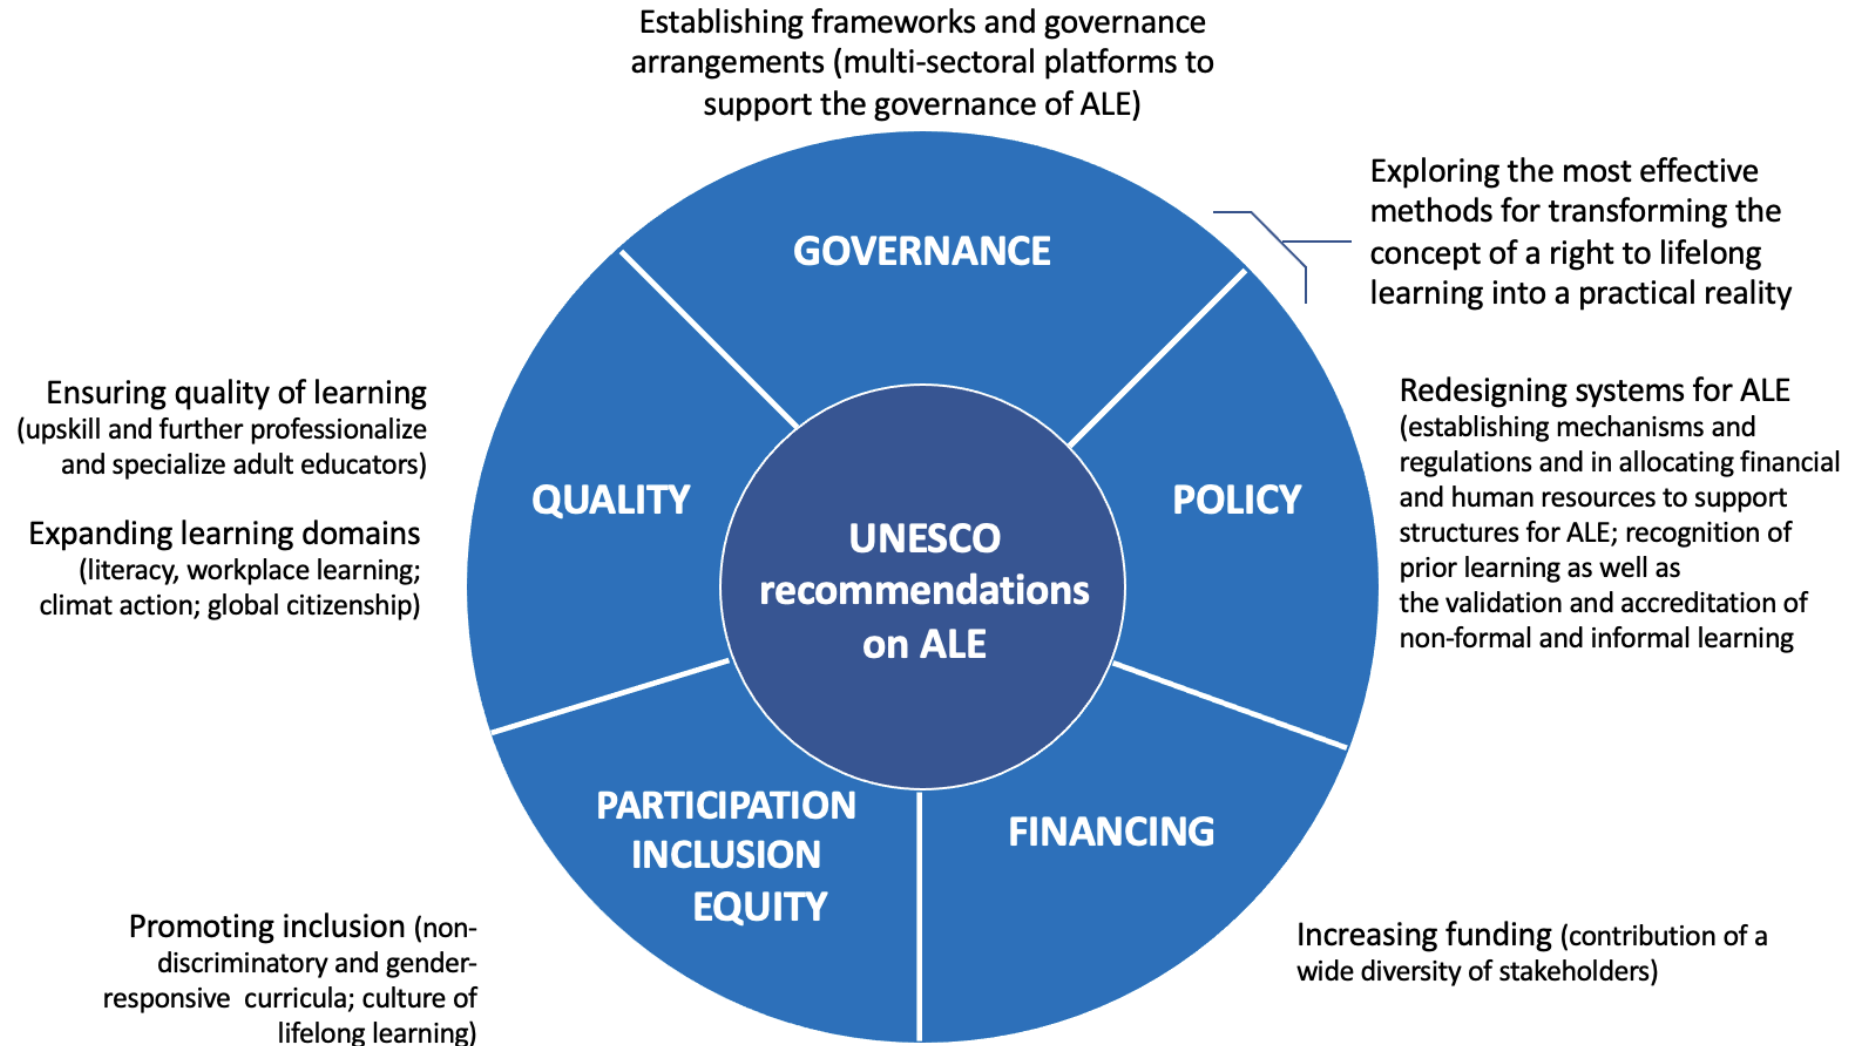 Establishing frameworks and governance
arrangements (multi-sectoral platforms to
support the governance of ALE)
Exploring the most effective
methods for transforming the
concept of a right to lifelong
learning into a practical reality
GOVERNANCE
Ensuring quality of learning
(upskill and further professionalize
and specialize adult educators)
Expanding learning domains
(literacy, workplace learning;
climat action; global citizenship)
QUALITY
UNESCO
recommendations
on ALE
POLICY
Redesigning systems for ALE
(establishing mechanisms and
regulations and in allocating financial
and human resources to support
structures for ALE; recognition of
prior learning as well as
the validation and accreditation of
non-formal and informal learning
PARTICIPATION
INCLUSION
EQUITY
FINANCING
Promoting inclusion (non-
discriminatory and gender-
responsive curricula; culture of
lifelong learning)
Increasing funding (contribution of a
wide diversity of stakeholders)